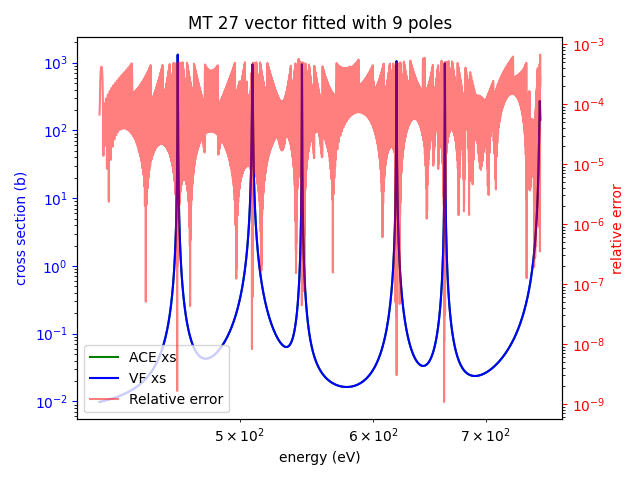 MT 27 vector fitted with 9 poles
cross section (b)
10³
10²
10¹
10⁰
10⁻¹
10⁻²
10⁻³
10⁻⁴
10⁻⁵
10⁻⁶
10⁻⁷
10⁻⁸
10⁻⁹
relative error
ACE xs
VF xs
Relative error
5 × 10² 6 × 10² 7 × 10²
energy (eV)